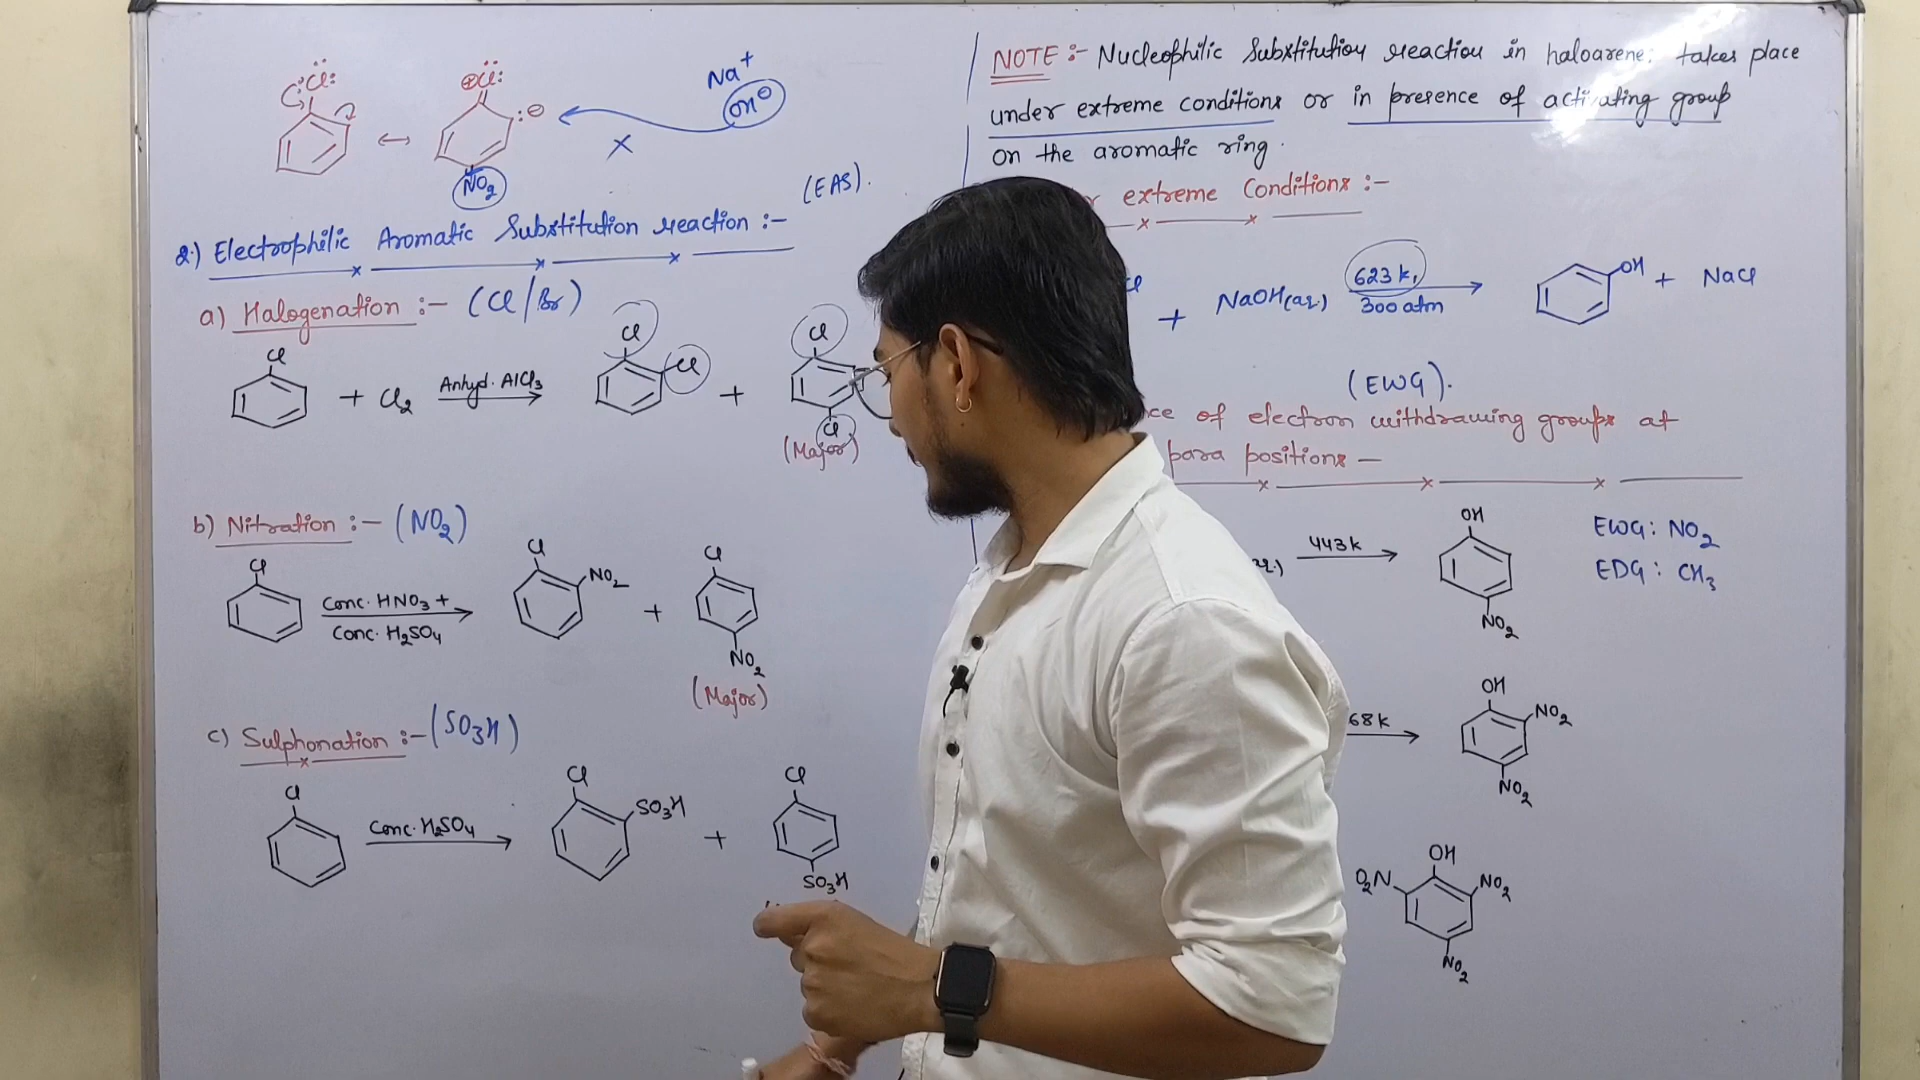 :Cl:
⊕Cl:
:⊖
NO2
Na+
OH⊖
×
2.) Electrophilic Aromatic Substitution reaction :- (EAS).
a) Halogenation :- (Cl/Br)
Cl
+ Cl2
Anhyd. AlCl3
Cl
Cl
+
Cl
Cl
(Major)
b) Nitration :- (NO2)
Cl
Conc. HNO3 +
Conc. H2SO4
Cl
NO2
+
Cl
NO2
(Major)
c) Sulphonation :- (SO3H)
Cl
Conc. H2SO4
Cl
SO3H
+
Cl
SO3H
NOTE :- Nucleophilic Substitution reaction in haloarene: takes place
under extreme conditions or in presence of activating group
on the aromatic ring.
extreme Conditions :-
+ NaOH(aq.)
623 k,
300 atm
OH
+ NaCl
(EWG).
of electron withdrawing groups at
para positions —
443 k
OH
NO2
EWG: NO2
EDG: CH3
68 k
OH
NO2
NO2
OH
O2N
NO2
NO2